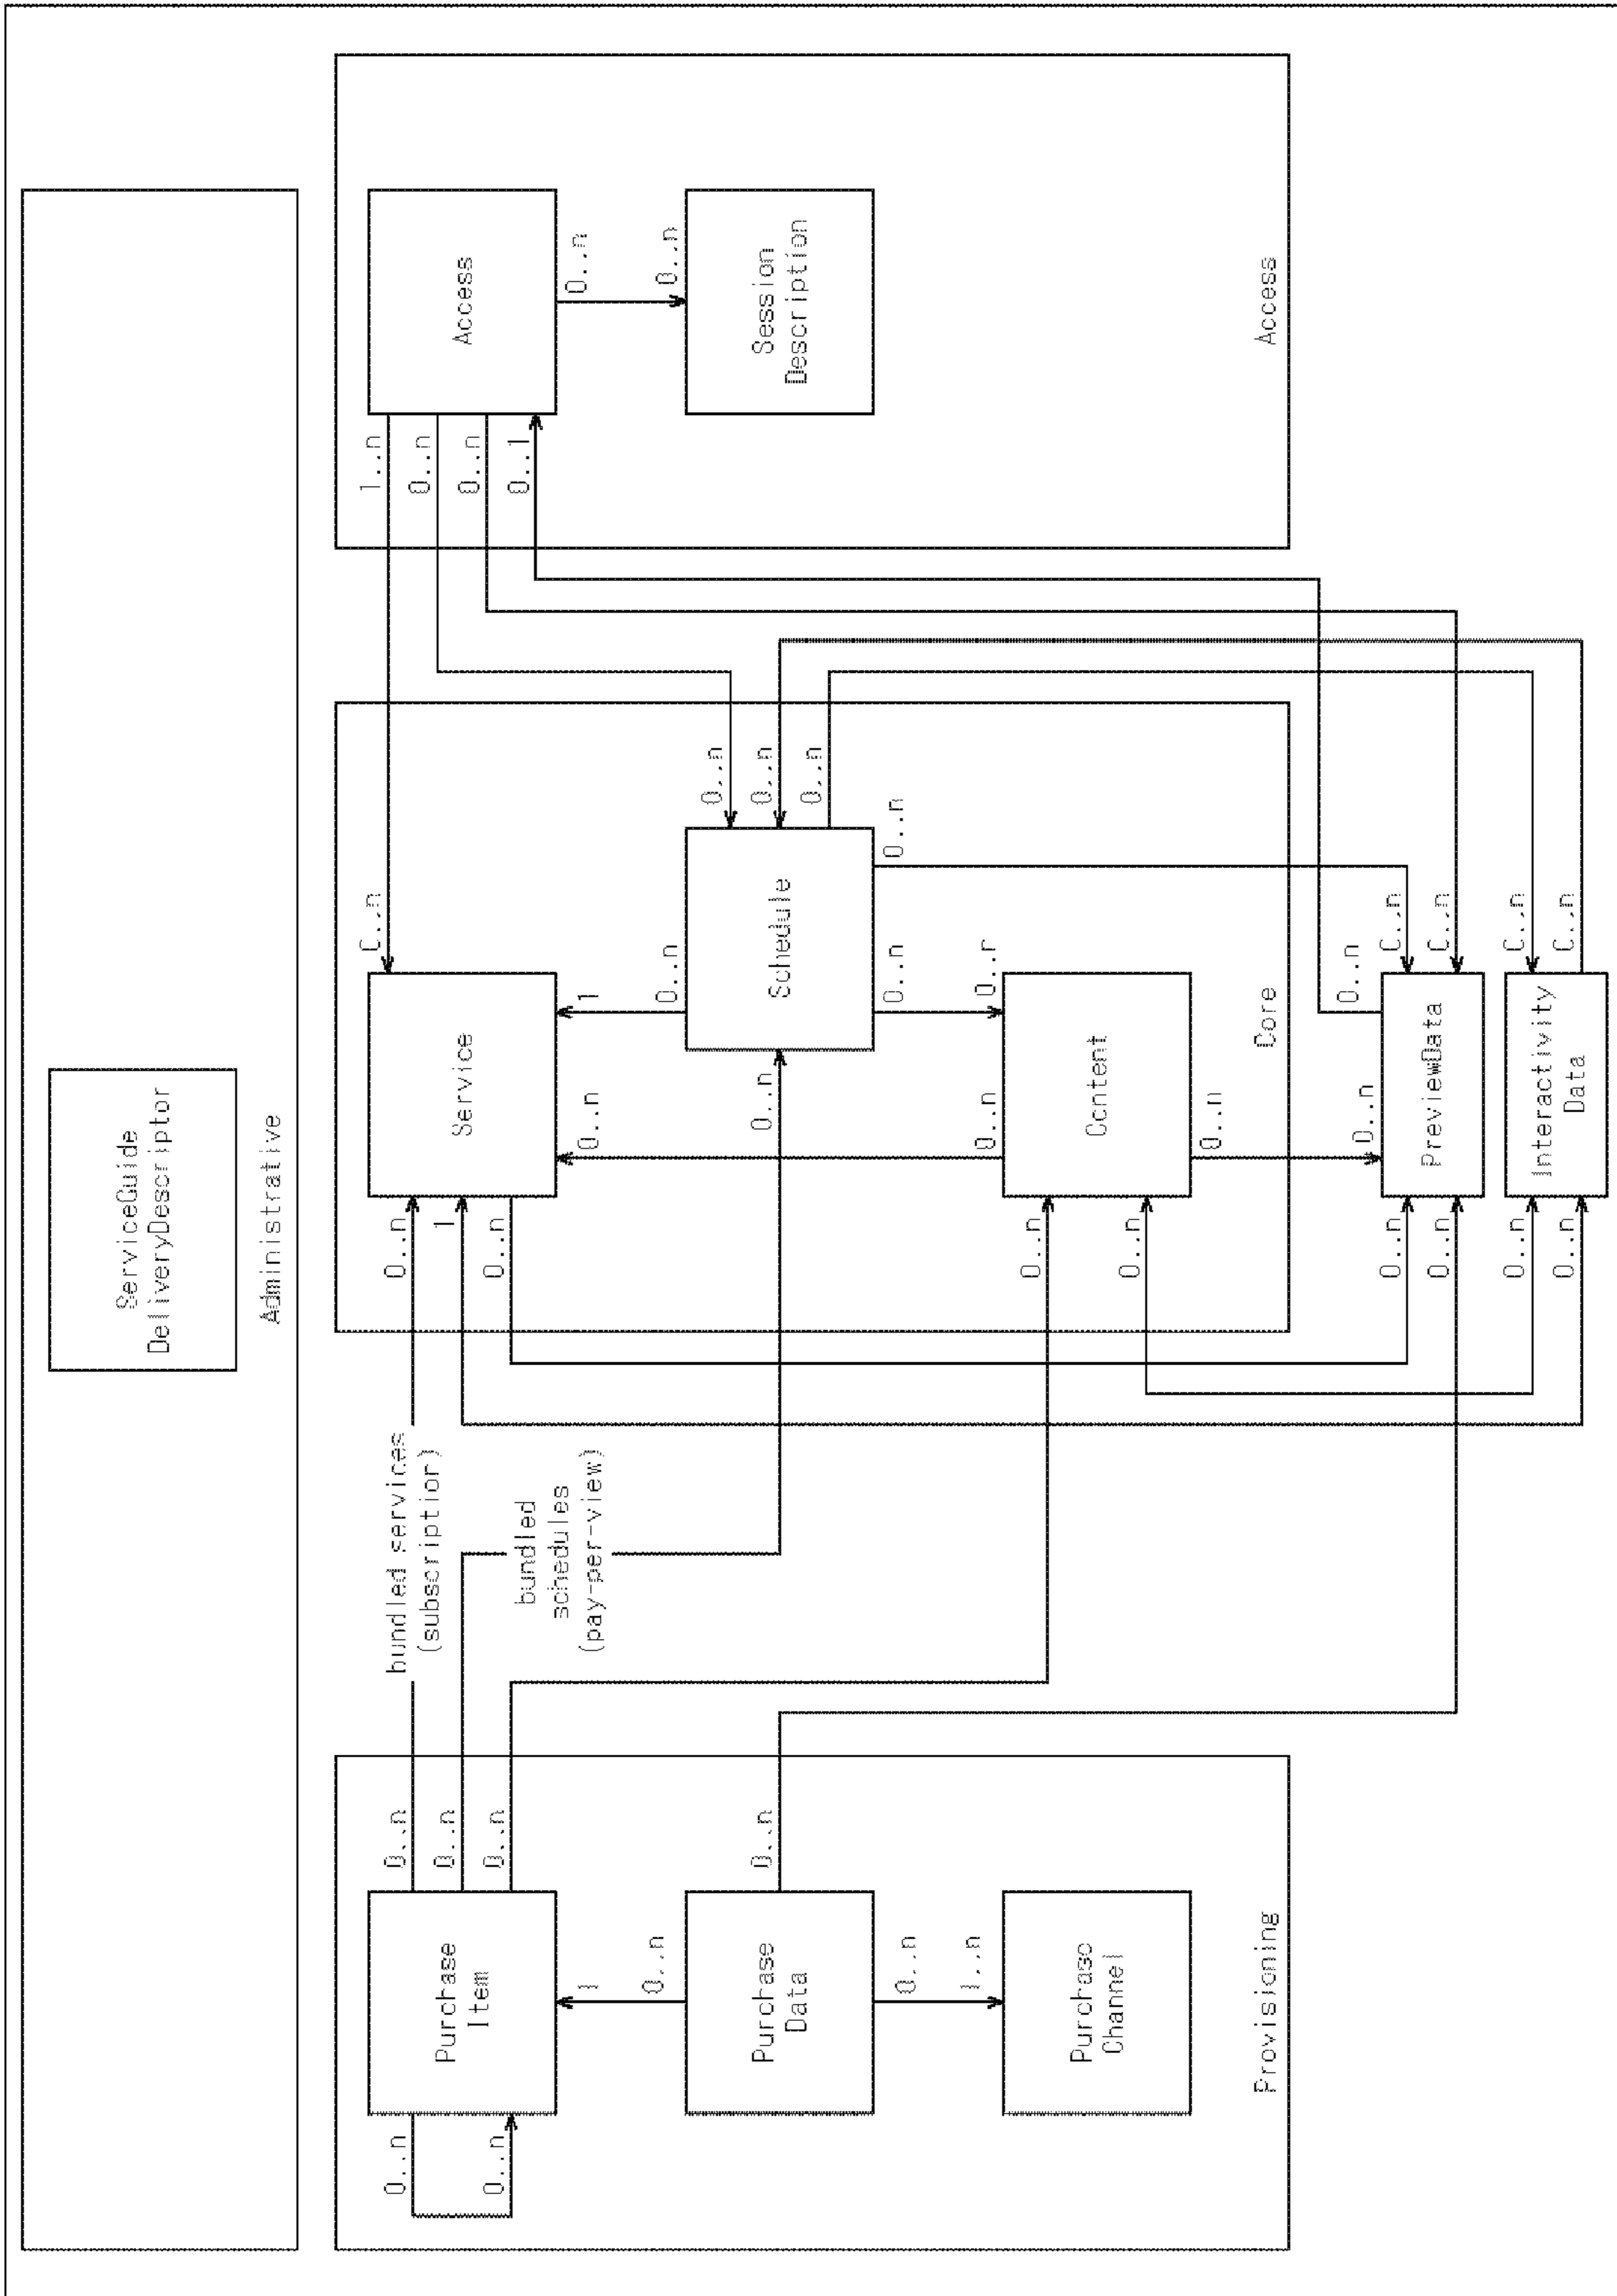 ServiceGuide
DeliveryDescriptor
Administrative
Purchase
Item
0..n
0..n
0..n
0..n
0..n
1
0..n
Purchase
Data
0..n
0..n
1..n
Purchase
Channel
Provisioning
bundled services
(subscription)
bundled
schedules
(pay-per-view)
0..n
1
0..n
Service
0..n
0..n
1
0..n
0..n
Schedule
0..n
0..n
0..n
0..n
0..n
0..n
0..n
0..n
0..n
Content
0..n
Core
0..n
0..n
0..n
0..n
PreviewData
0..n
0..n
0..n
0..n
Interactivity
Data
0..n
0..n
1..n
0..n
0..n
0..1
Access
0..n
0..n
Session
Description
Access